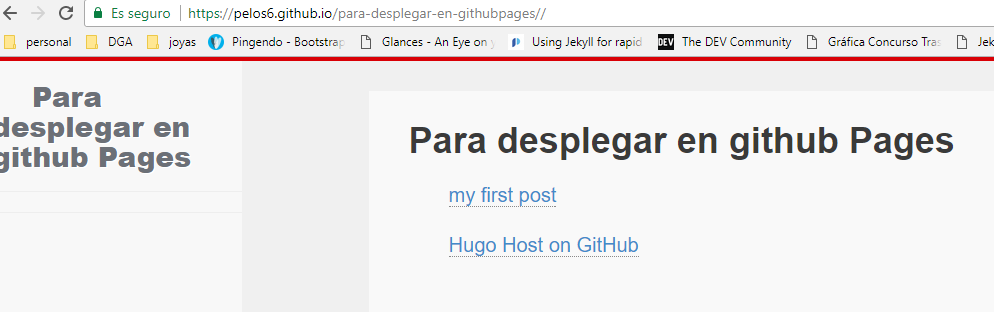 Es seguro https://pelos6.github.io/para-desplegar-en-githubpages//
personal DGA joyas Pingendo - Bootstrap Glances - An Eye on y Using Jekyll for rapid DEV The DEV Community Gráfica Concurso Tras Jek
Para
desplegar en
github Pages
Para desplegar en github Pages
my first post
Hugo Host on GitHub